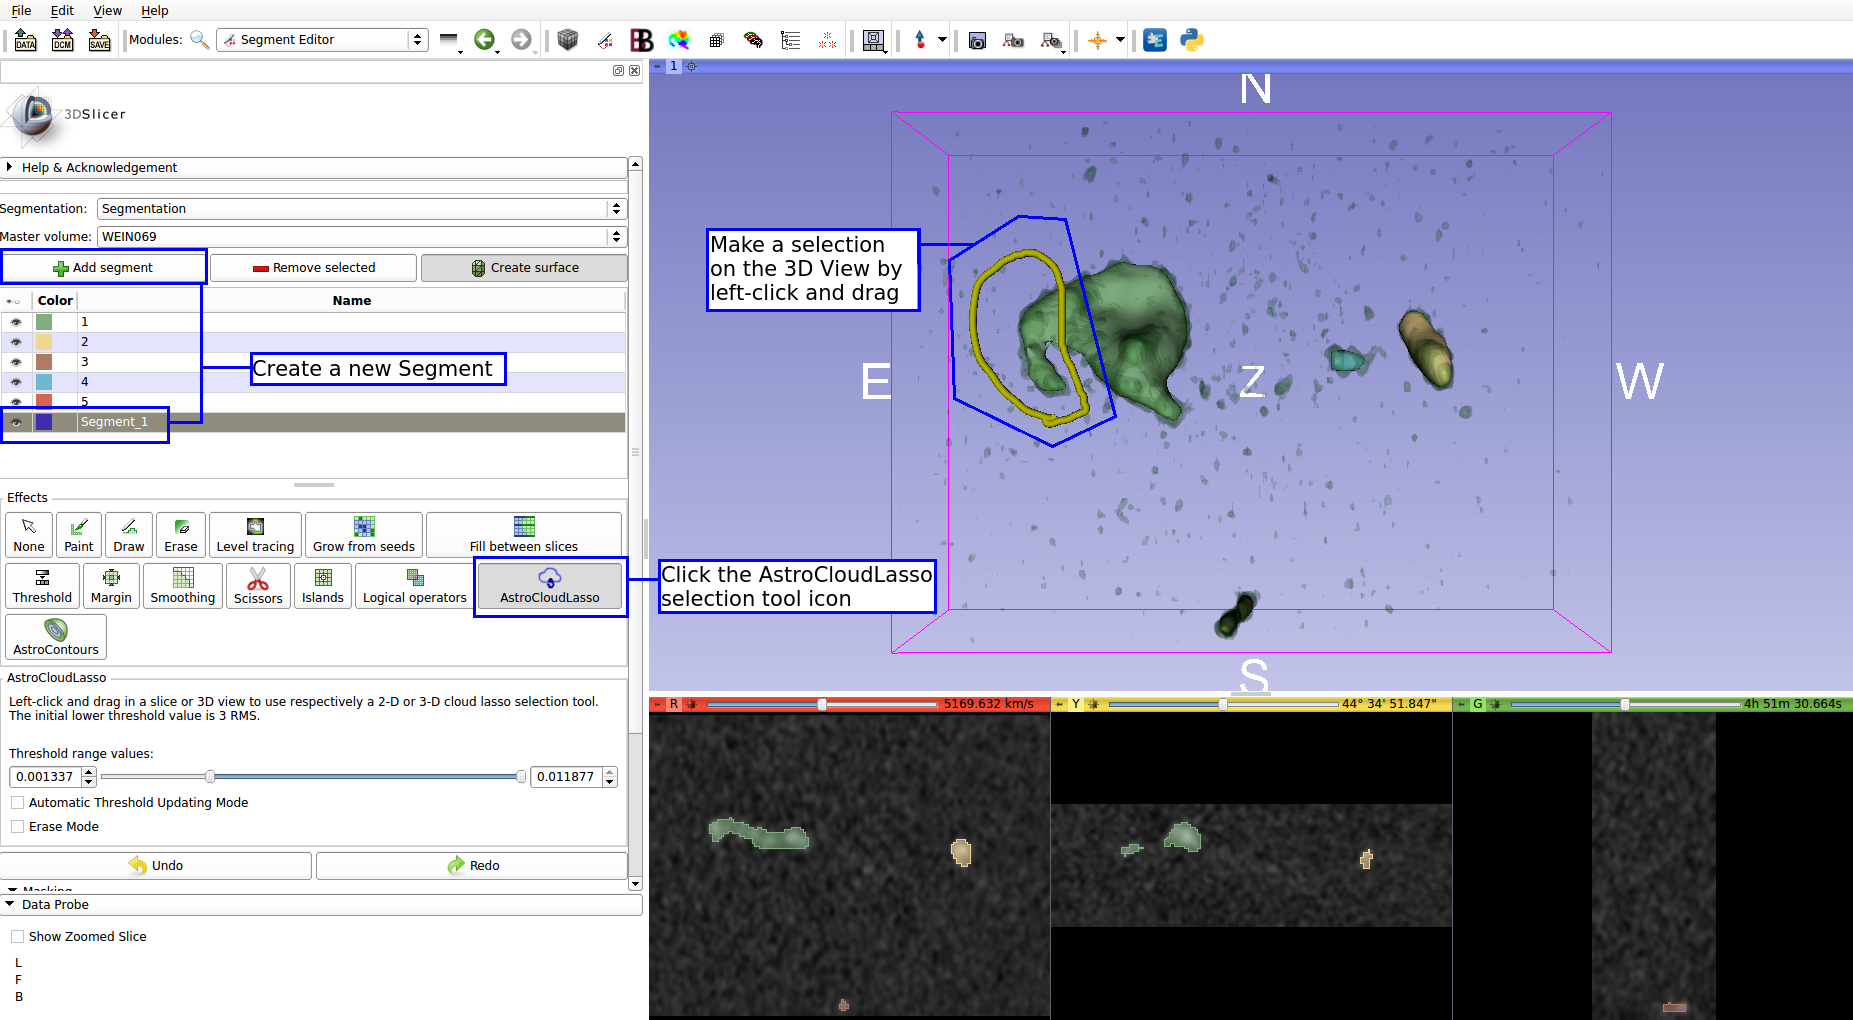 File Edit View Help
DATA DCM SAVE Modules: Segment Editor
3DSlicer
Help & Acknowledgement
Segmentation: Segmentation
Master volume: WEIN069
Add segment Remove selected Create surface
Color Name
1
2
3
4
5
Segment_1
Create a new Segment
Effects
None Paint Draw Erase Level tracing Grow from seeds Fill between slices
Threshold Margin Smoothing Scissors Islands Logical operators AstroCloudLasso
AstroContours
AstroCloudLasso
Left-click and drag in a slice or 3D view to use respectively a 2-D or 3-D cloud lasso selection tool.
The initial lower threshold value is 3 RMS.
Threshold range values:
0.001337 0.011877
Automatic Threshold Updating Mode
Erase Mode
Undo Redo
Masking
Data Probe
Show Zoomed Slice
L
F
B
1
N
Make a selection
on the 3D View by
left-click and drag
E Z W
Click the AstroCloudLasso
selection tool icon
S
R 5169.632 km/s Y 44° 34' 51.847" G 4h 51m 30.664s